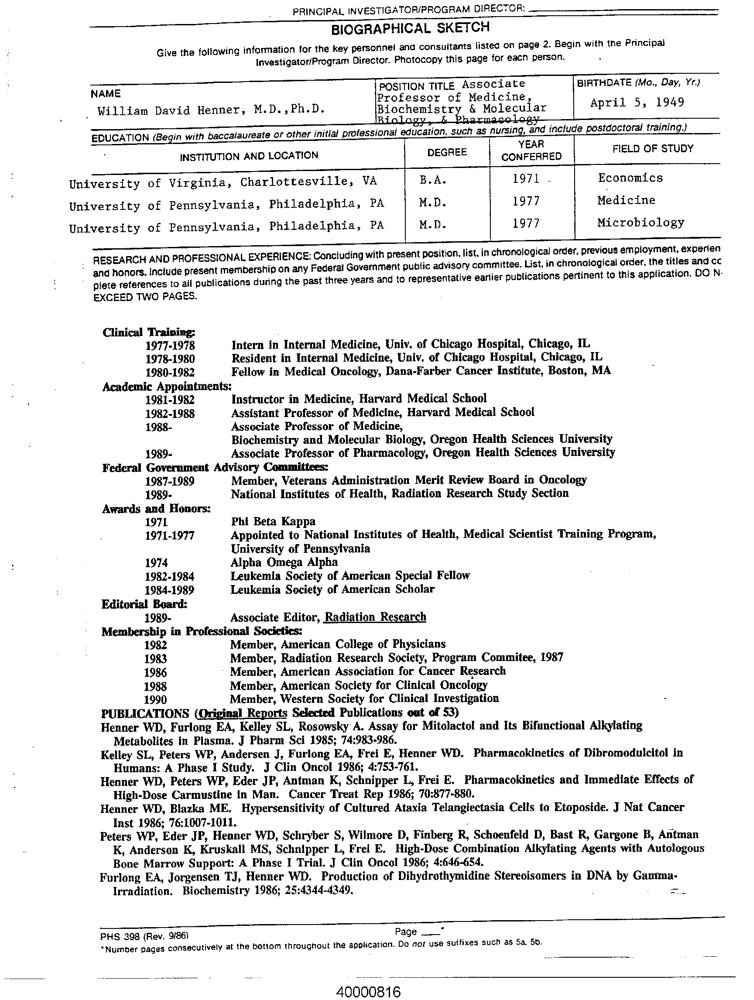 PRINCIPAL INVESTIGATOR/PROGRAM DIRECTOR:
BIOGRAPHICAL SKETCH
Give the following information for the key personnel and consultants listed on page 2. Begin with the Principal
Investigator/Program Director. Photocopy this page for each person.
NAME
William David Henner, M.D.,Ph.D.
POSITION TITLE Associate
Professor of Medicine,
Biochemistry & Molecular
Biology, & Pharmacology
BIRTHDATE (Mo., Day, Yr.)
April 5, 1949
EDUCATION (Begin with baccalaureate or other initial professional education, such as nursing, and include postdoctoral training.)
INSTITUTION AND LOCATION DEGREE YEAR CONFERRED FIELD OF STUDY
University of Virginia, Charlottesville, VA B.A. 1971 Economics
University of Pennsylvania, Philadelphia, PA M.D. 1977 Medicine
University of Pennsylvania, Philadelphia, PA M.D. 1977 Microbiology
RESEARCH AND PROFESSIONAL EXPERIENCE: Concluding with present position, list, in chronological order, previous employment, experien
and honors. Include present membership on any Federal Government public advisory committee. List, in chronological order, the titles and cc
plete references to all publications during the past three years and to representative earlier publications pertinent to this application. DO N
EXCEED TWO PAGES.
Clinical Training:
1977-1978 Intern in Internal Medicine, Univ. of Chicago Hospital, Chicago, IL
1978-1980 Resident in Internal Medicine, Univ. of Chicago Hospital, Chicago, IL
1980-1982 Fellow in Medical Oncology, Dana-Farber Cancer Institute, Boston, MA
Academic Appointments:
1981-1982 Instructor in Medicine, Harvard Medical School
1982-1988 Assistant Professor of Medicine, Harvard Medical School
1988- Associate Professor of Medicine,
Biochemistry and Molecular Biology, Oregon Health Sciences University
1989- Associate Professor of Pharmacology, Oregon Health Sciences University
Federal Government Advisory Committees:
1987-1989 Member, Veterans Administration Merit Review Board in Oncology
1989- National Institutes of Health, Radiation Research Study Section
Awards and Honors:
1971 Phi Beta Kappa
1971-1977 Appointed to National Institutes of Health, Medical Scientist Training Program,
University of Pennsylvania
1974 Alpha Omega Alpha
1982-1984 Leukemia Society of American Special Fellow
1984-1989 Leukemia Society of American Scholar
Editorial Board:
1989- Associate Editor, Radiation Research
Membership in Professional Societies:
1982 Member, American College of Physicians
1983 Member, Radiation Research Society, Program Commitee, 1987
1986 Member, American Association for Cancer Research
1988 Member, American Society for Clinical Oncology
1990 Member, Western Society for Clinical Investigation
PUBLICATIONS (Original Reports Selected Publications out of 53)
Henner WD, Furlong EA, Kelley SL, Rosowsky A. Assay for Mitolactol and Its Bifunctional Alkylating
Metabolites in Plasma. J Pharm Sci 1985; 74:983-986.
Kelley SL, Peters WP, Andersen J, Furlong EA, Frei E, Henner WD. Pharmacokinetics of Dibromodulcitol in
Humans: A Phase I Study. J Clin Oncol 1986; 4:753-761.
Henner WD, Peters WP, Eder JP, Antman K, Schnipper L, Frei E. Pharmacokinetics and Immediate Effects of
High-Dose Carmustine in Man. Cancer Treat Rep 1986; 70:877-880.
Henner WD, Blazka ME. Hypersensitivity of Cultured Ataxia Telangiectasia Cells to Etoposide. J Nat Cancer
Inst 1986; 76:1007-1011.
Peters WP, Eder JP, Henner WD, Schryber S, Wilmore D, Finberg R, Schoenfeld D, Bast R, Gargone B, Antman
K, Anderson K, Kruskall MS, Schnipper L, Frei E. High-Dose Combination Alkylating Agents with Autologous
Bone Marrow Support: A Phase I Trial. J Clin Oncol 1986; 4:646-654.
Furlong EA, Jorgensen TJ, Henner WD. Production of Dihydrothymidine Stereoisomers in DNA by Gamma-
Irradiation. Biochemistry 1986; 25:4344-4349.
PHS 398 (Rev. 9/86) Page ___*
*Number pages consecutively at the bottom throughout the application. Do not use suffixes such as 5a, 5b.
40000816